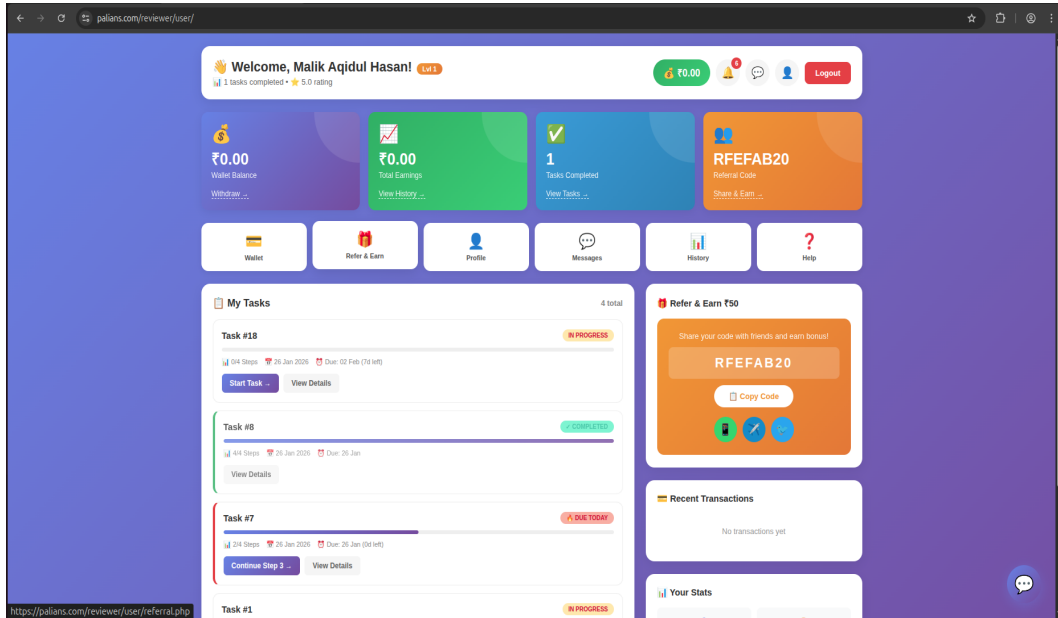 palians.com/reviewer/user/
Welcome, Malik Aqidul Hasan! Lvl 1
1 tasks completed • 5.0 rating
₹0.00
6
Logout
₹0.00
Wallet Balance
Withdraw →
₹0.00
Total Earnings
View History →
1
Tasks Completed
View Tasks →
RFEFAB20
Referral Code
Share & Earn →
Wallet
Refer & Earn
Profile
Messages
History
Help
My Tasks
4 total
Task #18
IN PROGRESS
0/4 Steps 26 Jan 2026 Due: 02 Feb (7d left)
Start Task →
View Details
Task #8
✓ COMPLETED
4/4 Steps 26 Jan 2026 Due: 26 Jan
View Details
Task #7
DUE TODAY
2/4 Steps 26 Jan 2026 Due: 26 Jan (0d left)
Continue Step 3 →
View Details
Task #1
IN PROGRESS
Refer & Earn ₹50
Share your code with friends and earn bonus!
RFEFAB20
Copy Code
Recent Transactions
No transactions yet
Your Stats
https://palians.com/reviewer/user/referral.php